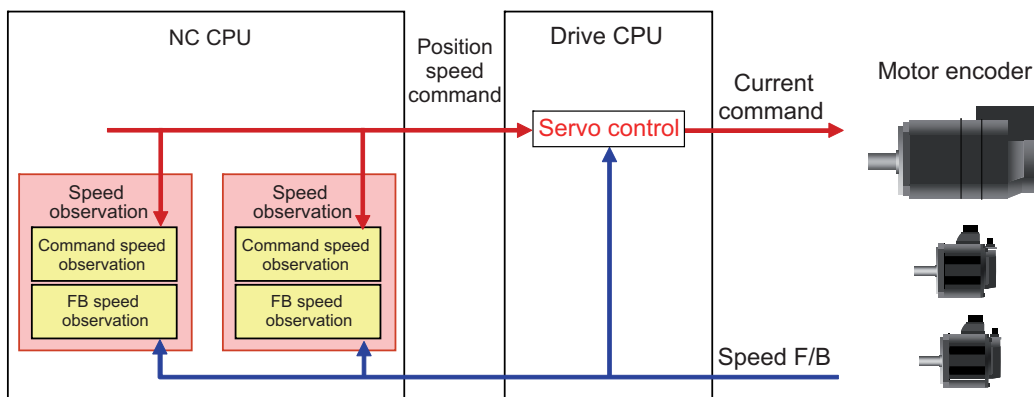 NC CPU
Position
speed
command
Drive CPU
Current
command
Motor encoder
Servo control
Speed
observation
Command speed
observation
FB speed
observation
Speed
observation
Command speed
observation
FB speed
observation
Speed F/B